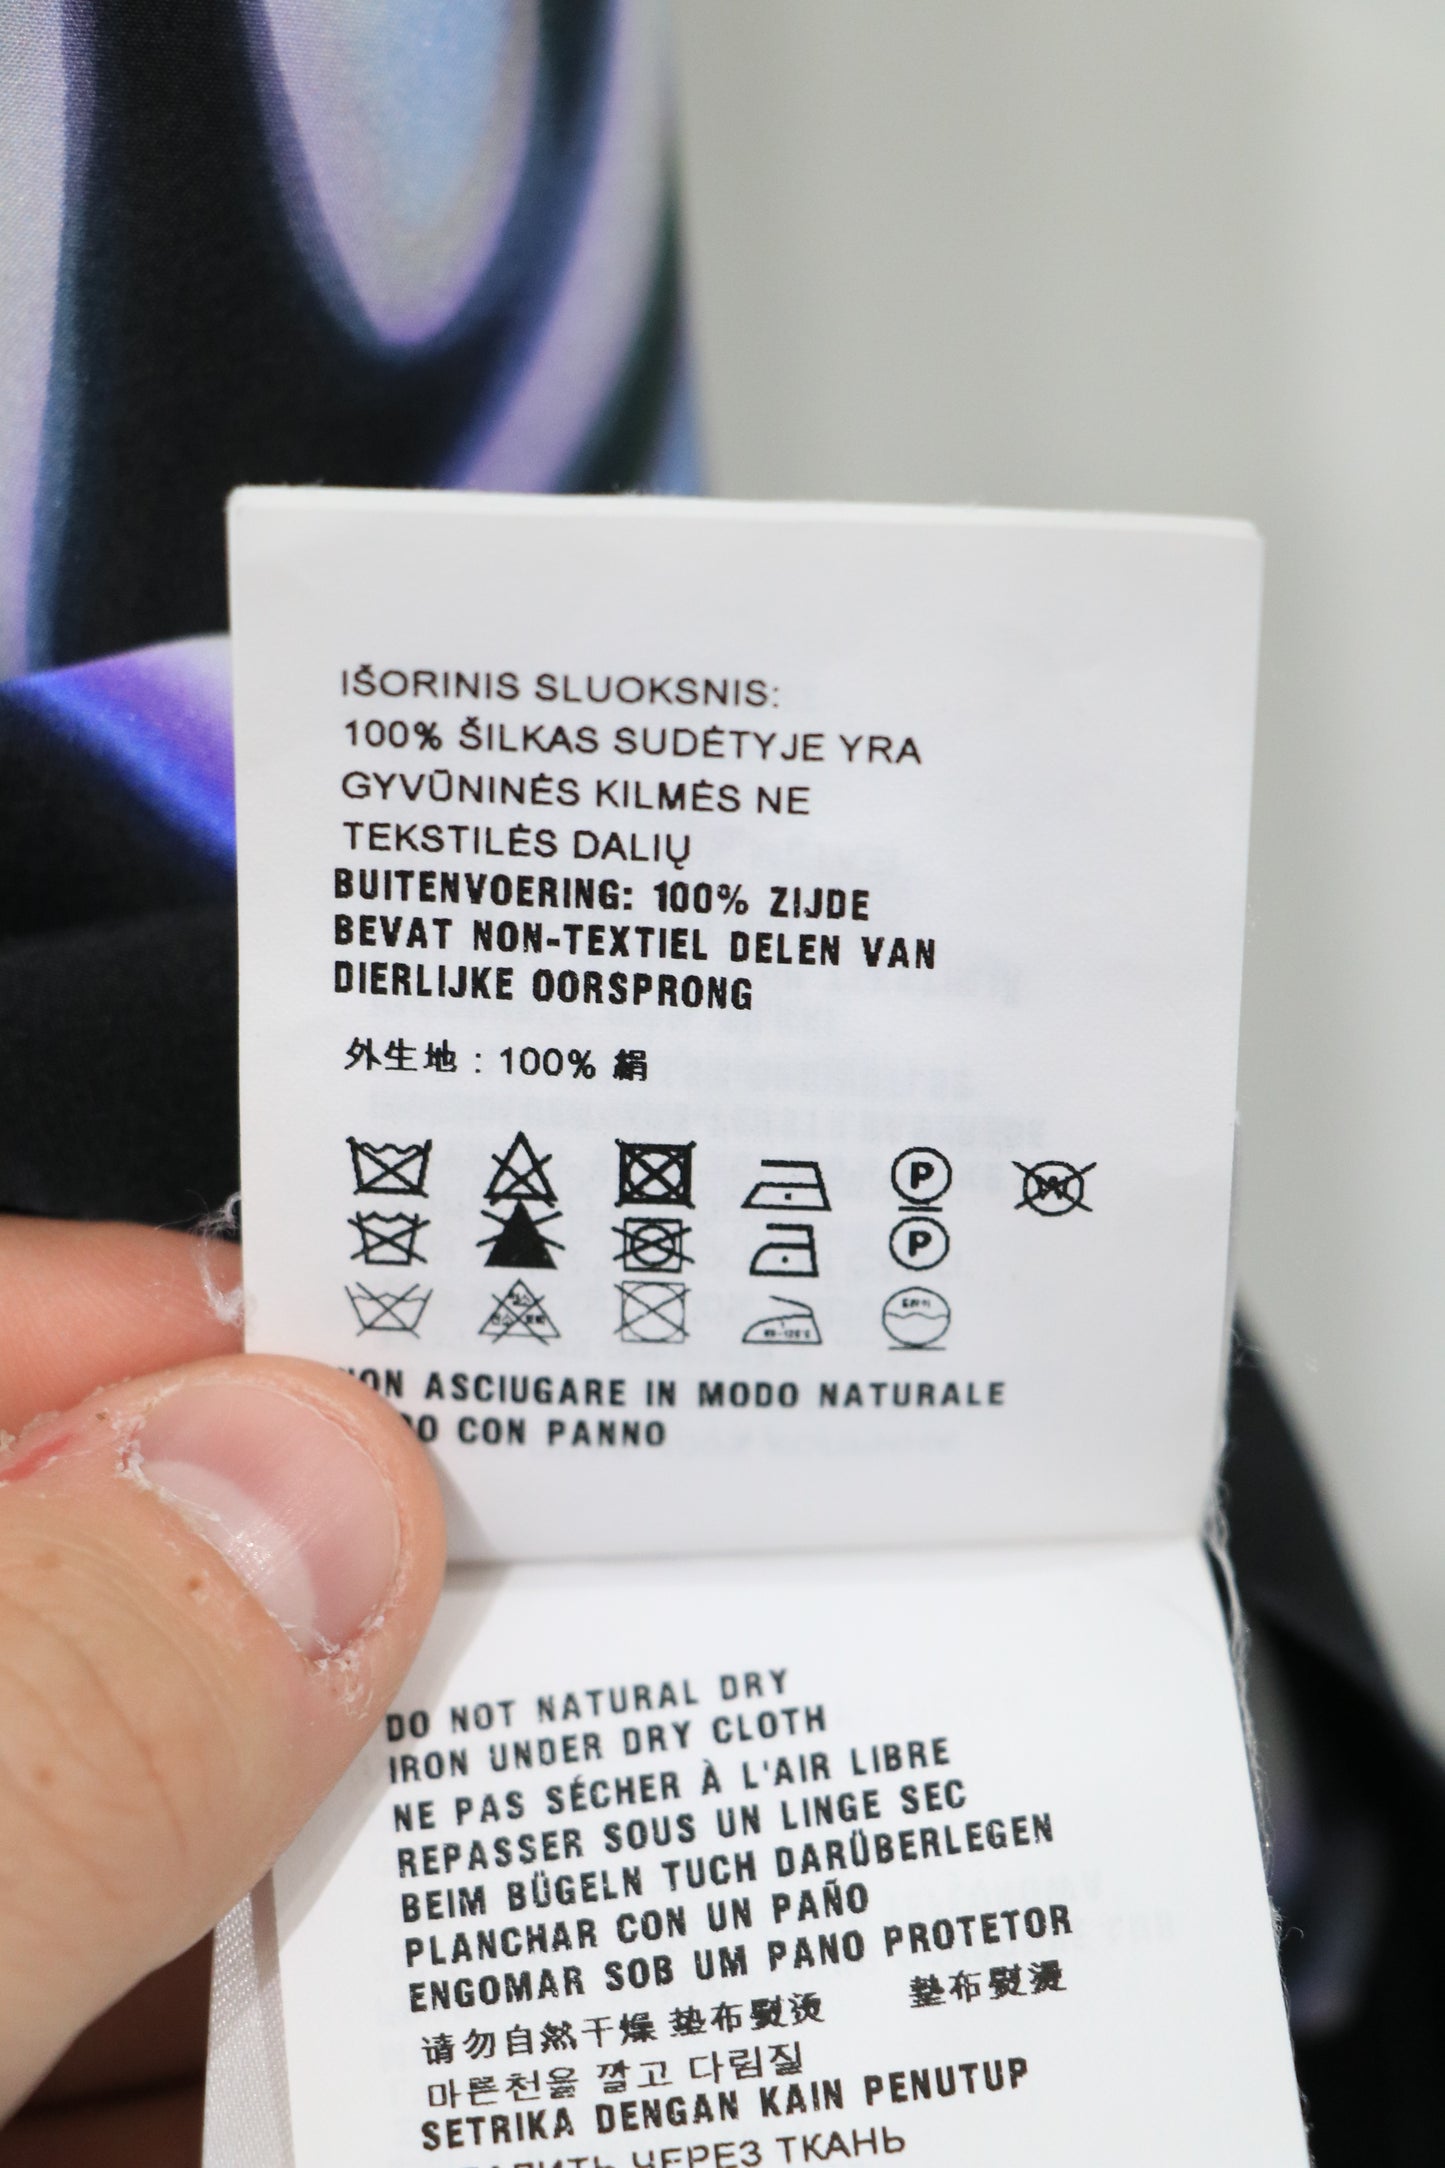 IŠORINIS SLUOKSNIS:
100% ŠILKAS SUDĖTYJE YRA
GYVŪNINĖS KILMĖS NE
TEKSTILĖS DALIŲ
BUITENVOERING: 100% ZIJDE
BEVAT NON-TEXTIEL DELEN VAN
DIERLIJKE OORSPRONG
外生地：100% 絹
P W
P
ASCIUGARE IN MODO NATURALE
CON PANNO
DO NOT NATURAL DRY
IRON UNDER DRY CLOTH
NE PAS SÉCHER À L'AIR LIBRE
REPASSER SOUS UN LINGE SEC
BEIM BÜGELN TUCH DARÜBERLEGEN
PLANCHAR CON UN PAÑO
ENGOMAR SOB UM PANO PROTETOR
请勿自然干燥 垫布熨烫 墊布熨燙
마른천을 깔고 다림질
SETRIKA DENGAN KAIN PENUTUP
ЧЕРЕЗ ТКАНЬ